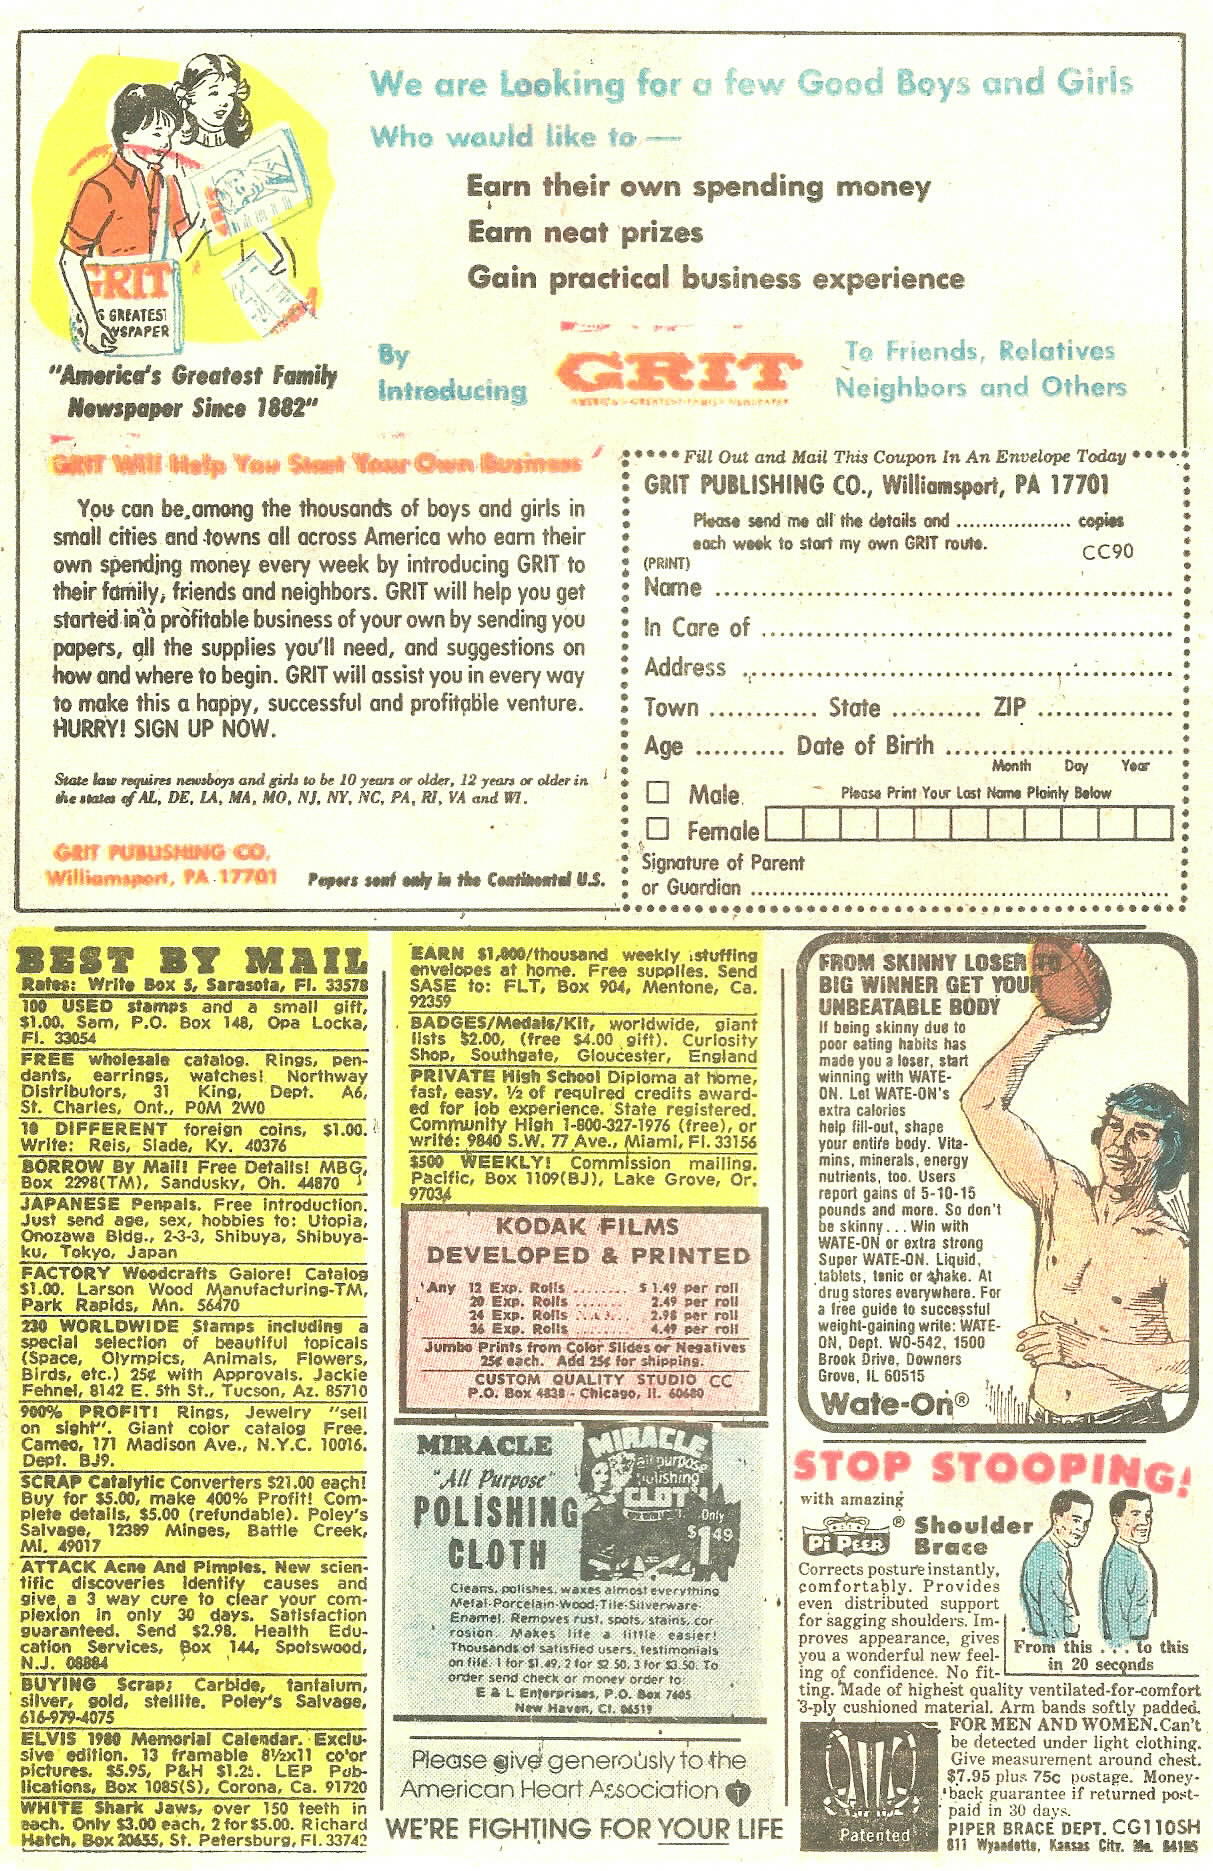 We are Looking for a few Good Boys and Girls
Who would like to —
Earn their own spending money
Earn neat prizes
Gain practical business experience
GRIT
GREATEST
"America's Greatest Family
Newspaper Since 1882"
By
Introducing
GRIT
AMERICA'S GREATEST FAMILY NEWSPAPER
To Friends, Relatives
Neighbors and Others
GRIT Will Help You Start Your Own Business
You can be among the thousands of boys and girls in
small cities and towns all across America who earn their
own spending money every week by introducing GRIT to
their family, friends and neighbors. GRIT will help you get
started in a profitable business of your own by sending you
papers, all the supplies you'll need, and suggestions on
how and where to begin. GRIT will assist you in every way
to make this a happy, successful and profitable venture.
HURRY! SIGN UP NOW.
State law requires newsboys and girls to be 10 years or older, 12 years or older in
the states of AL, DE, LA, MA, MO, NJ, NY, NC, PA, RI, VA and WI.
GRIT PUBLISHING CO.
Williamsport, PA 17701
Papers sent only in the Continental U.S.
Fill Out and Mail This Coupon In An Envelope Today
GRIT PUBLISHING CO., Williamsport, PA 17701
Please send me all the details and .................. copies
each week to start my own GRIT route.
CC90
(PRINT)
Name
In Care of
Address
Town ........... State .......... ZIP ...............
Age .......... Date of Birth
Month Day Year
Male
Please Print Your Last Name Plainly Below
Female
Signature of Parent
or Guardian
BEST BY MAIL
Rates: Write Box 5, Sarasota, Fl. 33578
100 USED stamps and a small gift,
$1.00. Sam, P.O. Box 148, Opa Locka,
Fl. 33054
FREE wholesale catalog. Rings, pen-
dants, earrings, watches! Northway
Distributors, 31 King, Dept. A6,
St. Charles, Ont., P0M 2W0
10 DIFFERENT foreign coins, $1.00.
Write: Reis, Slade, Ky. 40376
BORROW By Mail! Free Details! MBG,
Box 2298(TM), Sandusky, Oh. 44870
JAPANESE Penpals. Free introduction.
Just send age, sex, hobbies to: Utopia,
Onozawa Bldg., 2-3-3, Shibuya, Shibuya-
ku, Tokyo, Japan
FACTORY Woodcrafts Galore! Catalog
$1.00. Larson Wood Manufacturing-TM,
Park Rapids, Mn. 56470
230 WORLDWIDE Stamps including a
special selection of beautiful topicals
(Space, Olympics, Animals, Flowers,
Birds, etc.) 25¢ with Approvals. Jackie
Fehnel, 8142 E. 5th St., Tucson, Az. 85710
900% PROFIT! Rings, Jewelry "sell
on sight". Giant color catalog Free.
Cameo, 171 Madison Ave., N.Y.C. 10016.
Dept. BJ9.
SCRAP Catalytic Converters $21.00 each!
Buy for $5.00, make 400% Profit! Com-
plete details, $5.00 (refundable). Poley's
Salvage, 12389 Minges, Battle Creek,
MI. 49017
ATTACK Acne And Pimples. New scien-
tific discoveries identify causes and
give a 3 way cure to clear your com-
plexion in only 30 days. Satisfaction
guaranteed. Send $2.98. Health Edu-
cation Services, Box 144, Spotswood,
N.J. 08884
BUYING Scrap; Carbide, tantalum,
silver, gold, stellite. Poley's Salvage,
616-979-4075
ELVIS 1980 Memorial Calendar. Exclu-
sive edition. 13 framable 8½x11 color
pictures. $5.95, P&H $1.25. LEP Pub-
lications, Box 1085(S), Corona, Ca. 91720
WHITE Shark Jaws, over 150 teeth in
each. Only $3.00 each, 2 for $5.00. Richard
Hatch, Box 20655, St. Petersburg, Fl. 33742
EARN $1,000/thousand weekly stuffing
envelopes at home. Free supplies. Send
SASE to: FLT, Box 904, Mentone, Ca.
92359
BADGES/Medals/Kit, worldwide, giant
lists $2.00, (free $4.00 gift). Curiosity
Shop, Southgate, Gloucester, England
PRIVATE High School Diploma at home,
fast, easy. ½ of required credits award-
ed for job experience. State registered.
Community High 1-800-327-1976 (free), or
write: 9840 S.W. 77 Ave., Miami, Fl. 33156
$500 WEEKLY! Commission mailing.
Pacific, Box 1109(BJ), Lake Grove, Or.
97034
KODAK FILMS
DEVELOPED & PRINTED
Any 12 Exp. Rolls ........ $ 1.49 per roll
20 Exp. Rolls ....... 2.49 per roll
24 Exp. Rolls ....... 2.98 per roll
36 Exp. Rolls ....... 4.49 per roll
Jumbo Prints from Color Slides or Negatives
25¢ each. Add 25¢ for shipping.
CUSTOM QUALITY STUDIO CC
P.O. Box 4838 - Chicago, Il. 60680
MIRACLE
"All Purpose"
POLISHING
CLOTH
MIRACLE
all purpose
polishing
CLOTH
Only
$1.49
Cleans, polishes, waxes almost everything
Metal-Porcelain-Wood-Tile-Silverware-
Enamel. Removes rust, spots, stains, cor
rosion. Makes life a little easier!
Thousands of satisfied users, testimonials
on file. 1 for $1.49, 2 for $2.50, 3 for $3.50. To
order send check or money order to:
E & L Enterprises, P.O. Box 7605
New Haven, Ct. 06519
Please give generously to the
American Heart Association
WE'RE FIGHTING FOR YOUR LIFE
FROM SKINNY LOSER TO
BIG WINNER GET YOUR
UNBEATABLE BODY
If being skinny due to
poor eating habits has
made you a loser, start
winning with WATE-
ON. Let WATE-ON's
extra calories
help fill-out, shape
your entire body. Vita-
mins, minerals, energy
nutrients, too. Users
report gains of 5-10-15
pounds and more. So don't
be skinny . . . Win with
WATE-ON or extra strong
Super WATE-ON. Liquid,
tablets, tonic or shake. At
drug stores everywhere. For
a free guide to successful
weight-gaining write: WATE-
ON, Dept. WO-542, 1500
Brook Drive, Downers
Grove, IL 60515
Wate-On®
STOP STOOPING!
with amazing
Pi Peer® Shoulder
Brace
Corrects posture instantly,
comfortably. Provides
even distributed support
for sagging shoulders. Im-
proves appearance, gives
you a wonderful new feel-
ing of confidence. No fit-
ting. Made of highest quality ventilated-for-comfort
3-ply cushioned material. Arm bands softly padded.
From this . . . to this
in 20 seconds
FOR MEN AND WOMEN. Can't
be detected under light clothing.
Give measurement around chest.
$7.95 plus 75c postage. Money-
back guarantee if returned post-
paid in 30 days.
PIPER BRACE DEPT. CG110SH
811 Wyandotte, Kansas City, Mo. 64105
Patented